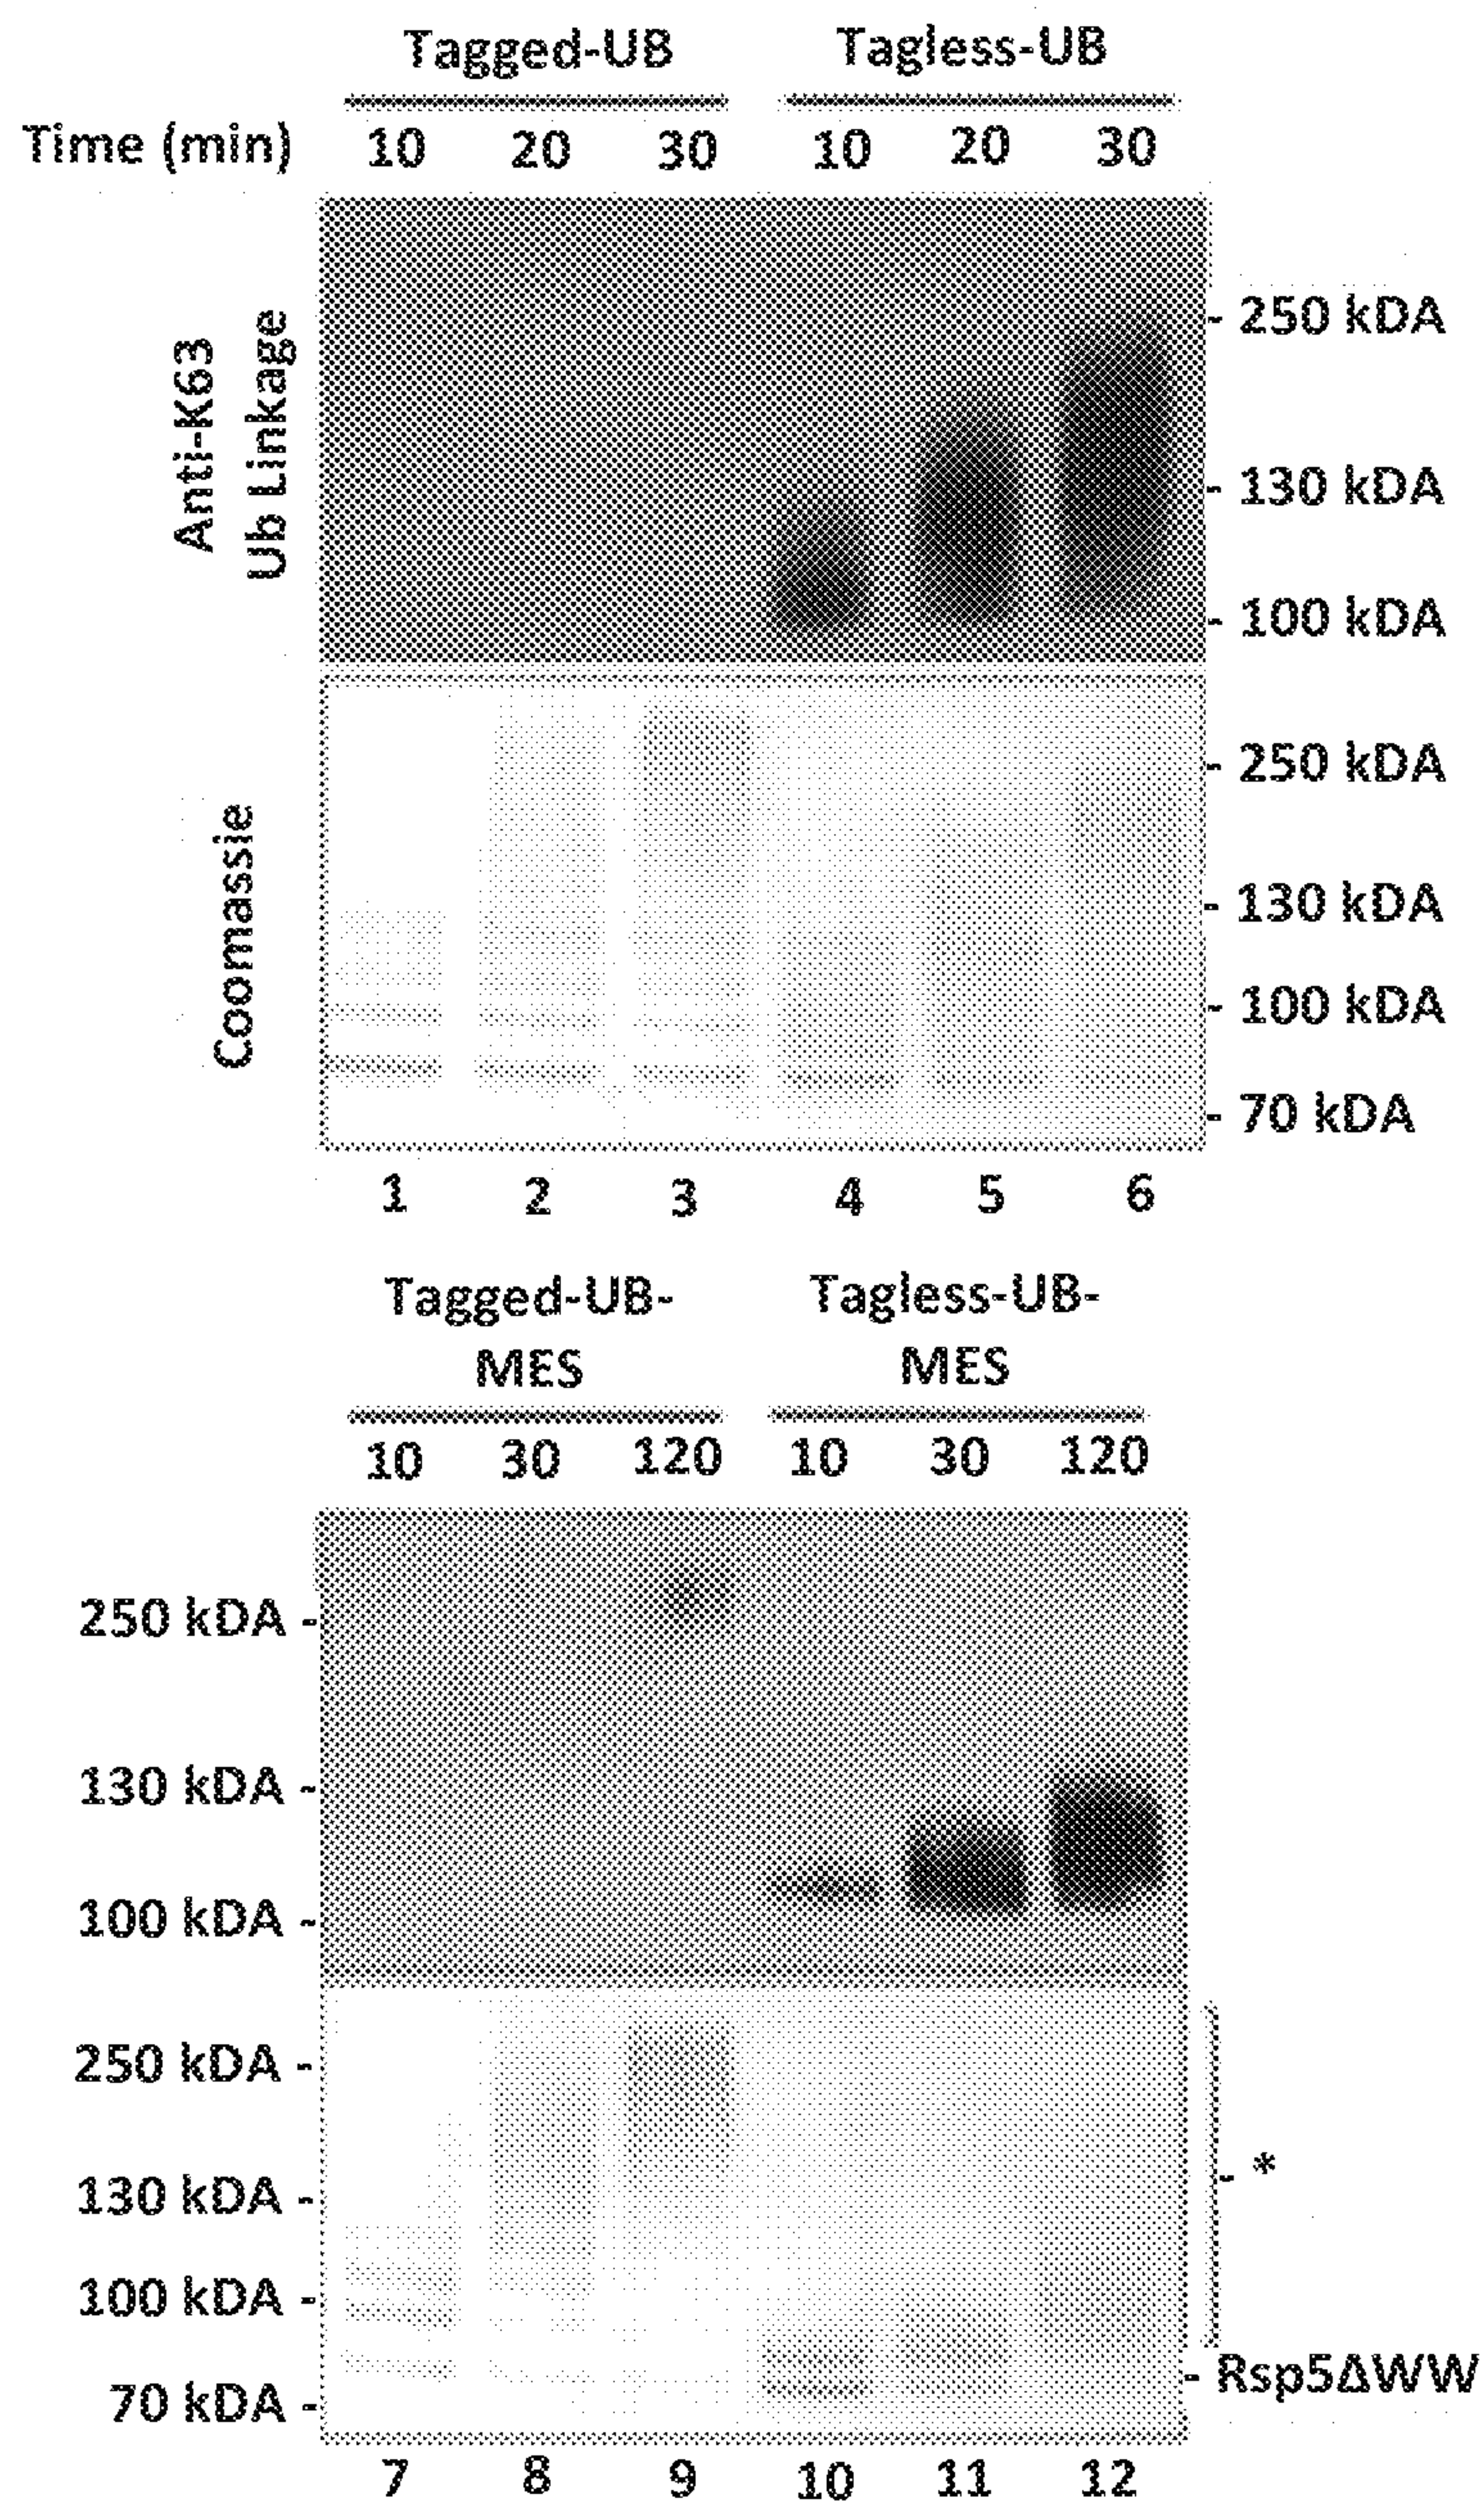 Tagged-UB Tagless-UB
Time (min) 10 20 30 10 20 30
Anti-K63
Ub Linkage
250 kDA
130 kDA
100 kDA
Coomassie
250 kDA
130 kDA
100 kDA
70 kDA
1 2 3 4 5 6
Tagged-UB- Tagless-UB-
MES MES
10 30 120 10 30 120
250 kDA
130 kDA
100 kDA
250 kDA
130 kDA
100 kDA
70 kDA
*
Rsp5ΔWW
7 8 9 10 11 12